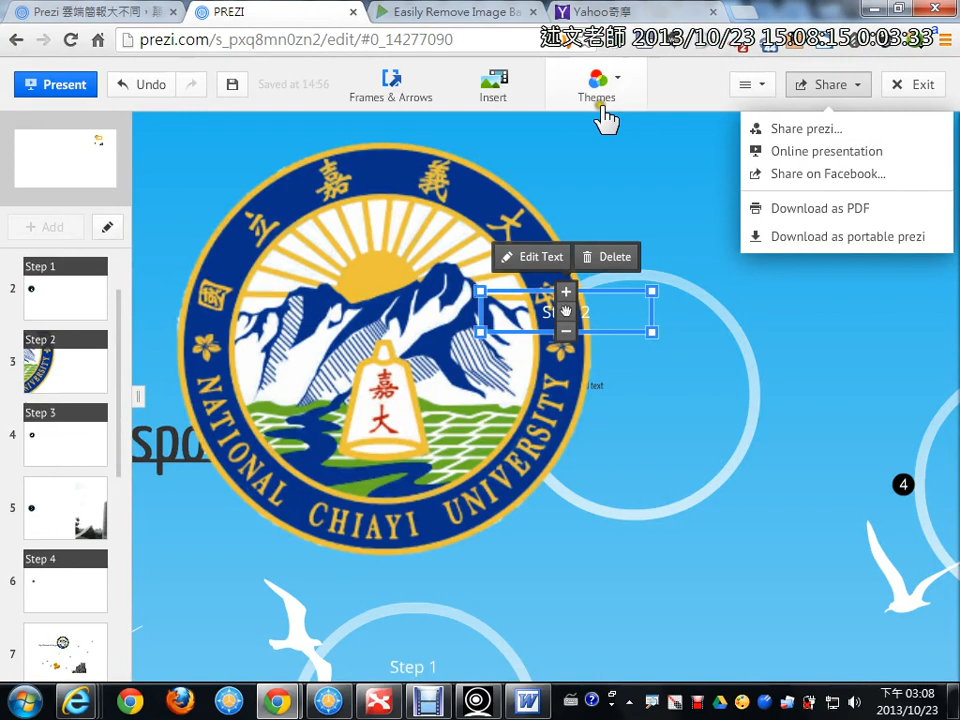 Prezi 雲端簡報大不同，
PREZI
Easily Remove Image Ba
Yahoo奇摩
prezi.com/s_pxq8mn0zn2/edit/#0_14277090
述文老師 2013/10/23 15:08:15.0:03:33
Present
Undo
Saved at 14:56
Frames & Arrows
Insert
Themes
Share
Exit
Share prezi...
Online presentation
Share on Facebook...
Download as PDF
Download as portable prezi
Add
Step 1
2
Step 2
3
Step 3
4
5
Step 4
6
7
國立嘉義大學
NATIONAL CHIAYI UNIVERSITY
嘉大
Edit Text
Delete
St 2
text
spo
4
Step 1
下午 03:08
2013/10/23